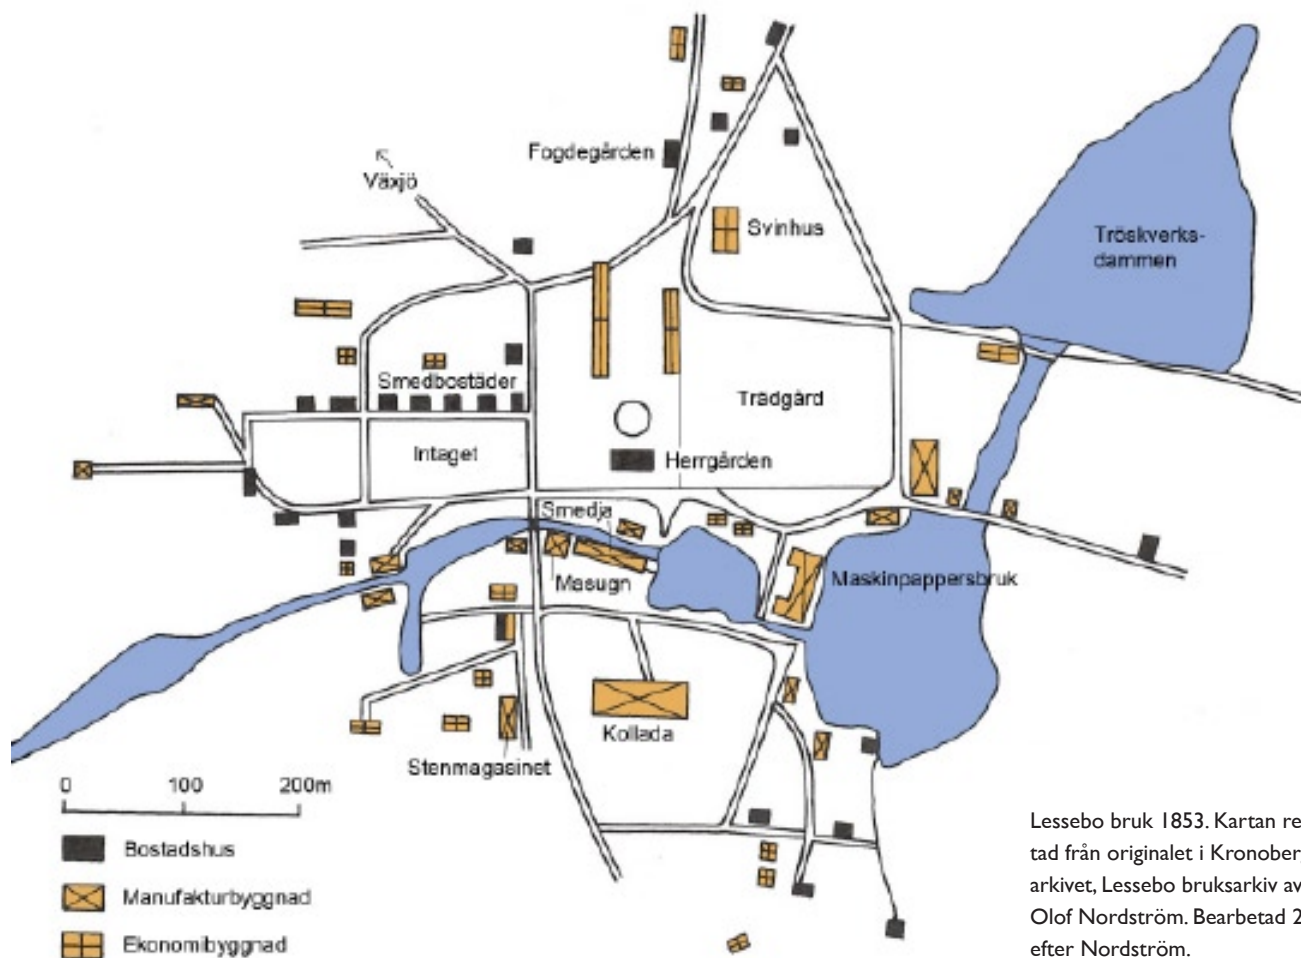 Fogdegården
Växjö
Svinhus
Tröskverks-
dammen
Smedbostäder
Trädgård
Intaget
Herrgården
Smedja
Masugn
Maskinpappersbruk
Kollada
Stenmagasinet
0 100 200m
Bostadshus
Manufakturbyggnad
Ekonomibyggnad
Lessebo bruk 1853. Kartan re
tad från originalet i Kronober
arkivet, Lessebo bruksarkiv av
Olof Nordström. Bearbetad 2
efter Nordström.